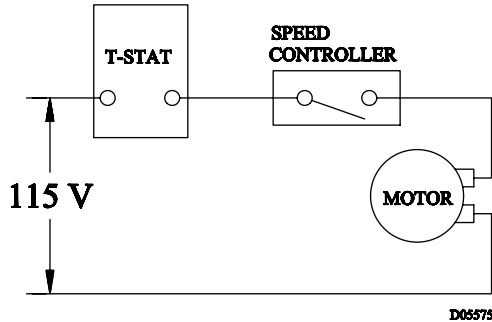 T-STAT
SPEED
CONTROLLER
115 V
MOTOR
D05575